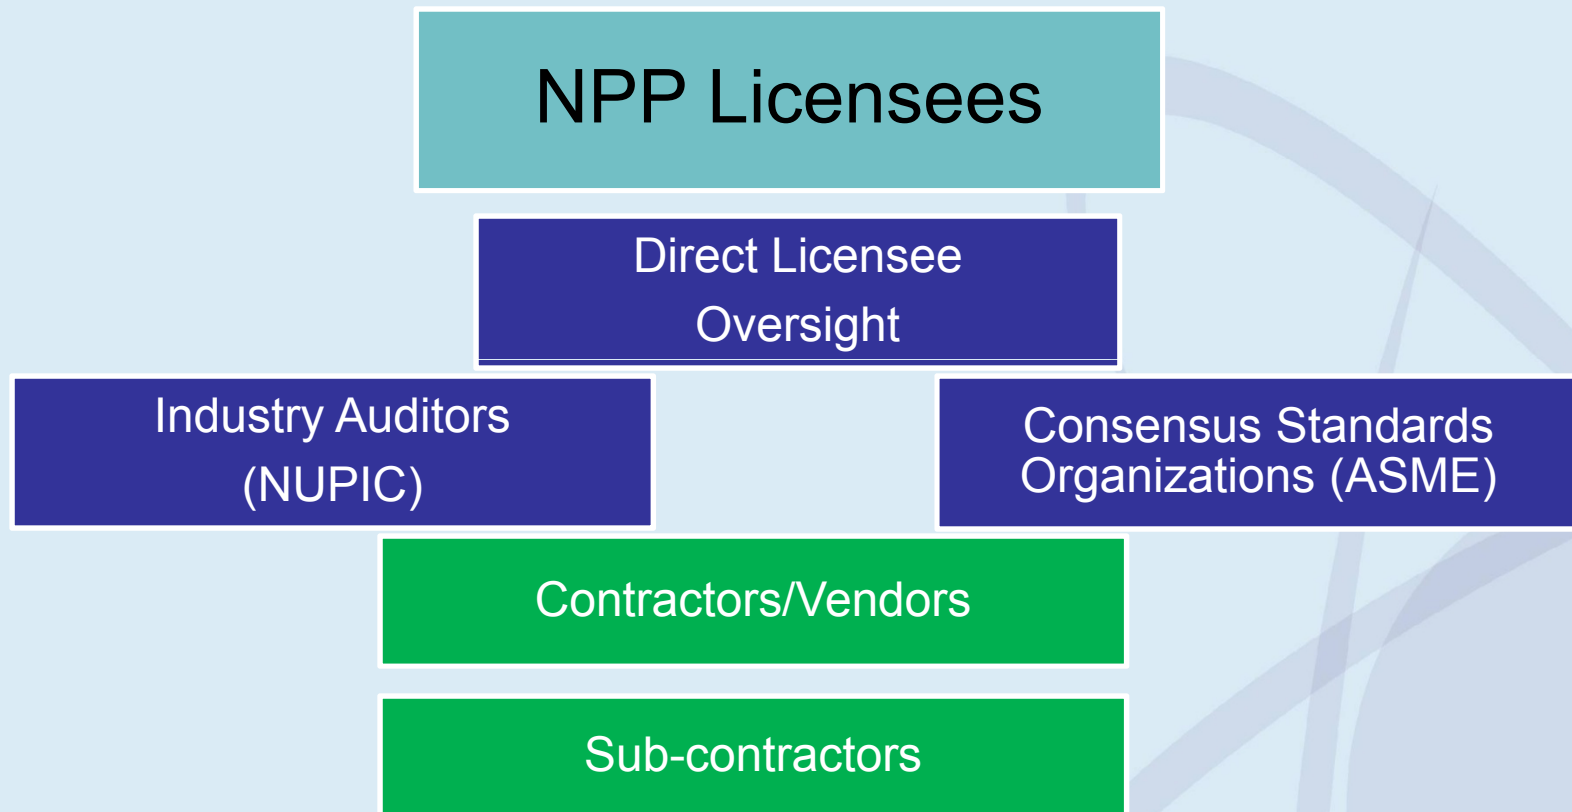 NPP Licensees
Direct Licensee
Oversight
Industry Auditors
(NUPIC)
Consensus Standards
Organizations (ASME)
Contractors/Vendors
Sub-contractors